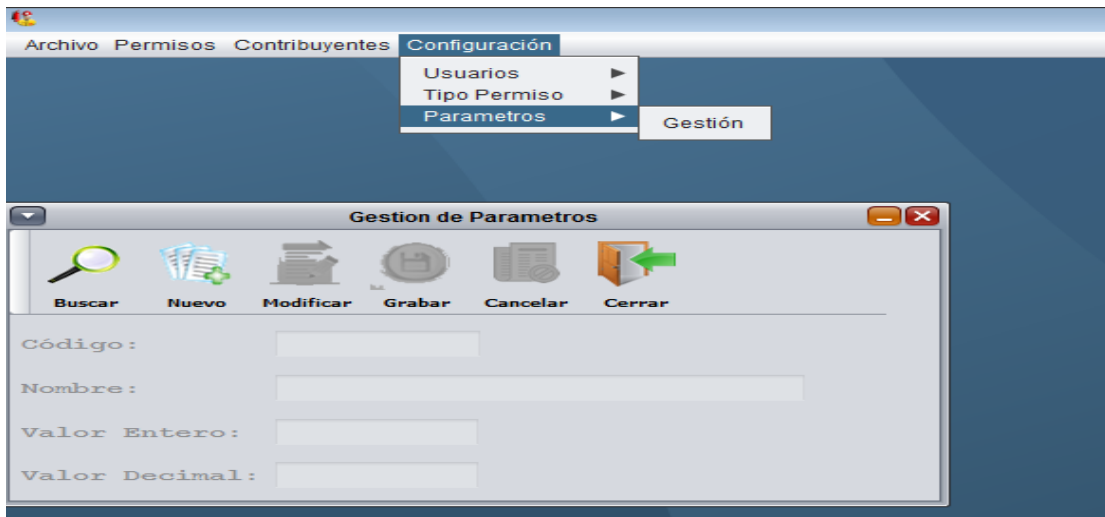 Archivo Permisos Contribuyentes Configuración
Usuarios
Tipo Permiso
Parametros
Gestión
Gestion de Parametros
Buscar Nuevo Modificar Grabar Cancelar Cerrar
Código:
Nombre:
Valor Entero:
Valor Decimal: